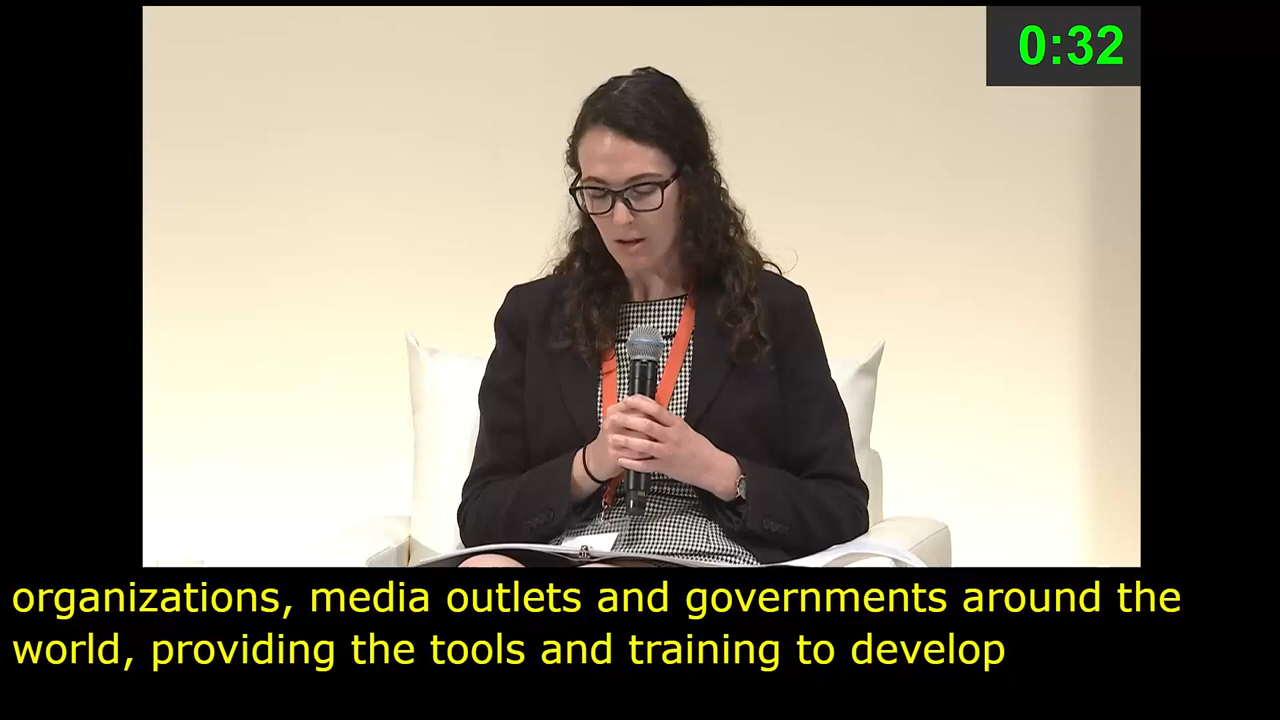 0:32
organizations, media outlets and governments around the
world, providing the tools and training to develop